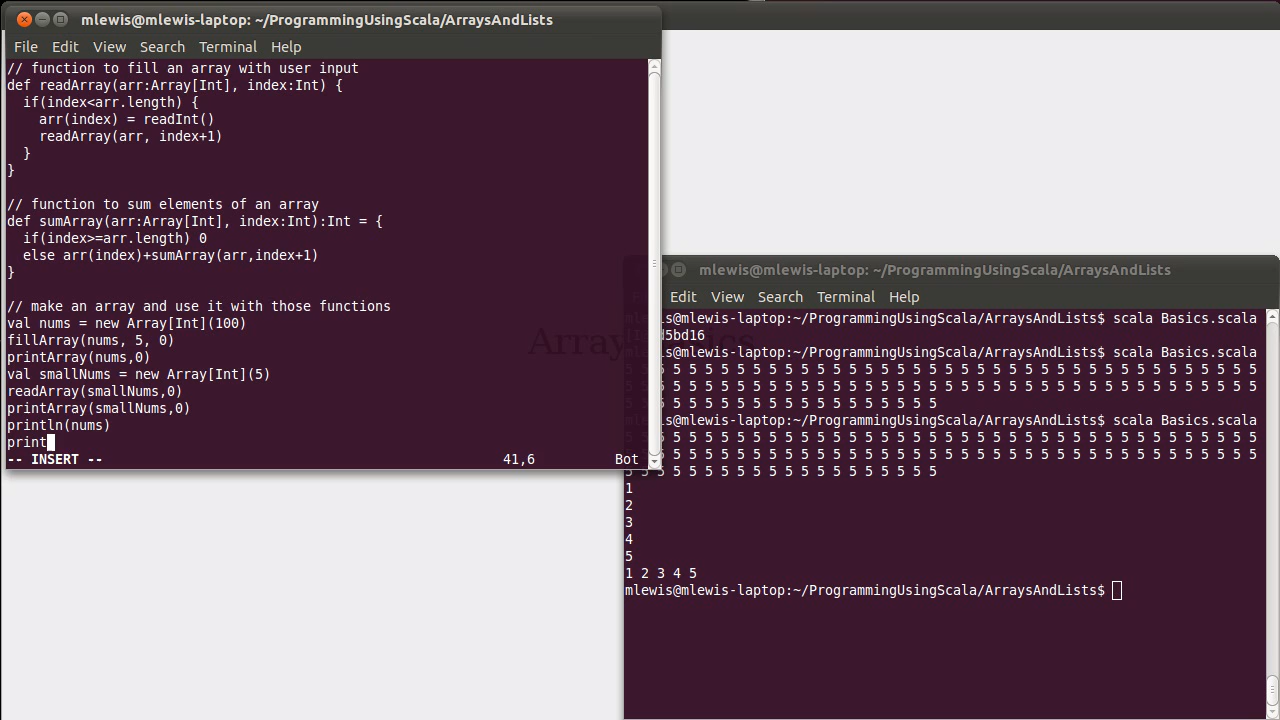 mlewis@mlewis-laptop: ~/ProgrammingUsingScala/ArraysAndLists
File Edit View Search Terminal Help
// function to fill an array with user input
def readArray(arr:Array[Int], index:Int) {
  if(index<arr.length) {
    arr(index) = readInt()
    readArray(arr, index+1)
  }
}
// function to sum elements of an array
def sumArray(arr:Array[Int], index:Int):Int = {
  if(index>=arr.length) 0
  else arr(index)+sumArray(arr,index+1)
}
// make an array and use it with those functions
val nums = new Array[Int](100)
fillArray(nums, 5, 0)
printArray(nums,0)
val smallNums = new Array[Int](5)
readArray(smallNums,0)
printArray(smallNums,0)
println(nums)
print
-- INSERT -- 41,6 Bot
mlewis@mlewis-laptop: ~/ProgrammingUsingScala/ArraysAndLists
Edit View Search Terminal Help
mlewis@mlewis-laptop:~/ProgrammingUsingScala/ArraysAndLists$ scala Basics.scala
d5bd16
mlewis@mlewis-laptop:~/ProgrammingUsingScala/ArraysAndLists$ scala Basics.scala
5 5 5 5 5 5 5 5 5 5 5 5 5 5 5 5 5 5 5 5 5 5 5 5 5 5 5 5 5 5 5 5 5 5 5 5 5 5 5 5
5 5 5 5 5 5 5 5 5 5 5 5 5 5 5 5 5 5 5 5 5 5 5 5 5 5 5 5 5 5 5 5 5 5 5 5 5 5 5 5
5 5 5 5 5 5 5 5 5 5 5 5 5 5 5 5 5 5 5 5
mlewis@mlewis-laptop:~/ProgrammingUsingScala/ArraysAndLists$ scala Basics.scala
5 5 5 5 5 5 5 5 5 5 5 5 5 5 5 5 5 5 5 5 5 5 5 5 5 5 5 5 5 5 5 5 5 5 5 5 5 5 5 5
5 5 5 5 5 5 5 5 5 5 5 5 5 5 5 5 5 5 5 5 5 5 5 5 5 5 5 5 5 5 5 5 5 5 5 5 5 5 5 5
5 5 5 5 5 5 5 5 5 5 5 5 5 5 5 5 5 5 5 5
1
2
3
4
5
1 2 3 4 5
mlewis@mlewis-laptop:~/ProgrammingUsingScala/ArraysAndLists$